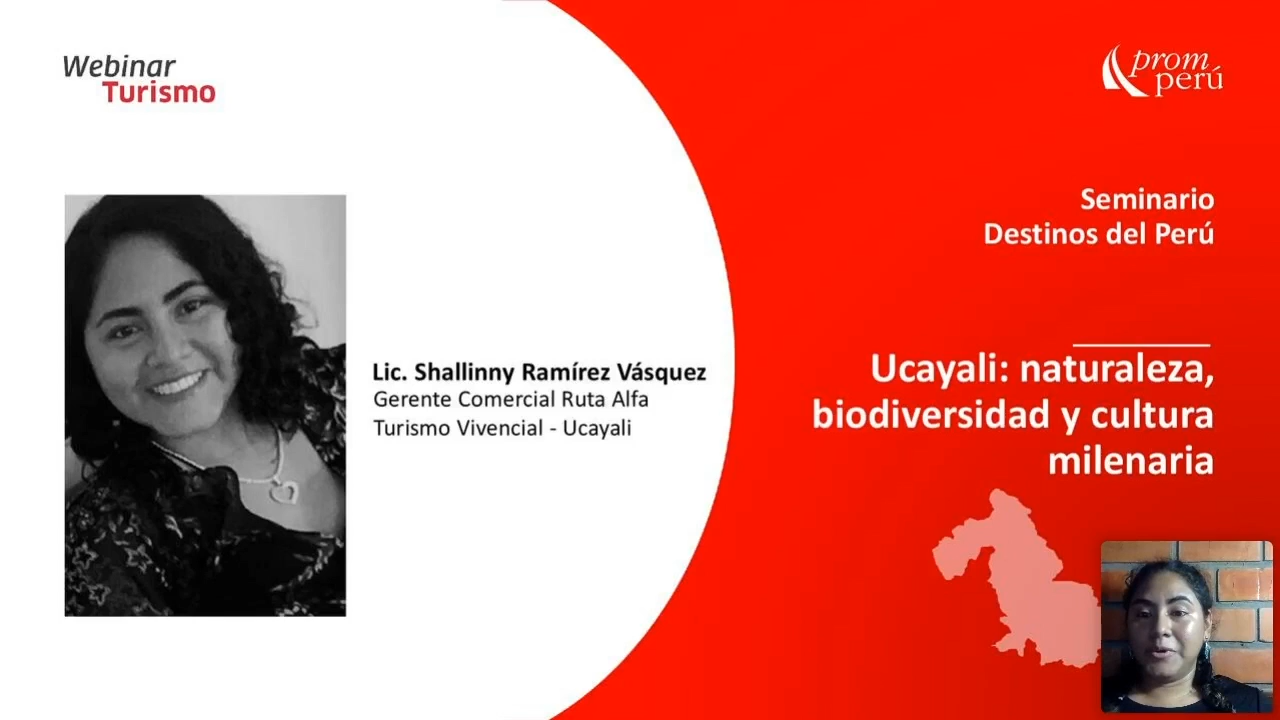 Webinar
Turismo
prom
perú
Seminario
Destinos del Perú
Lic. Shallinny Ramírez Vásquez
Gerente Comercial Ruta Alfa
Turismo Vivencial - Ucayali
Ucayali: naturaleza,
biodiversidad y cultura
milenaria